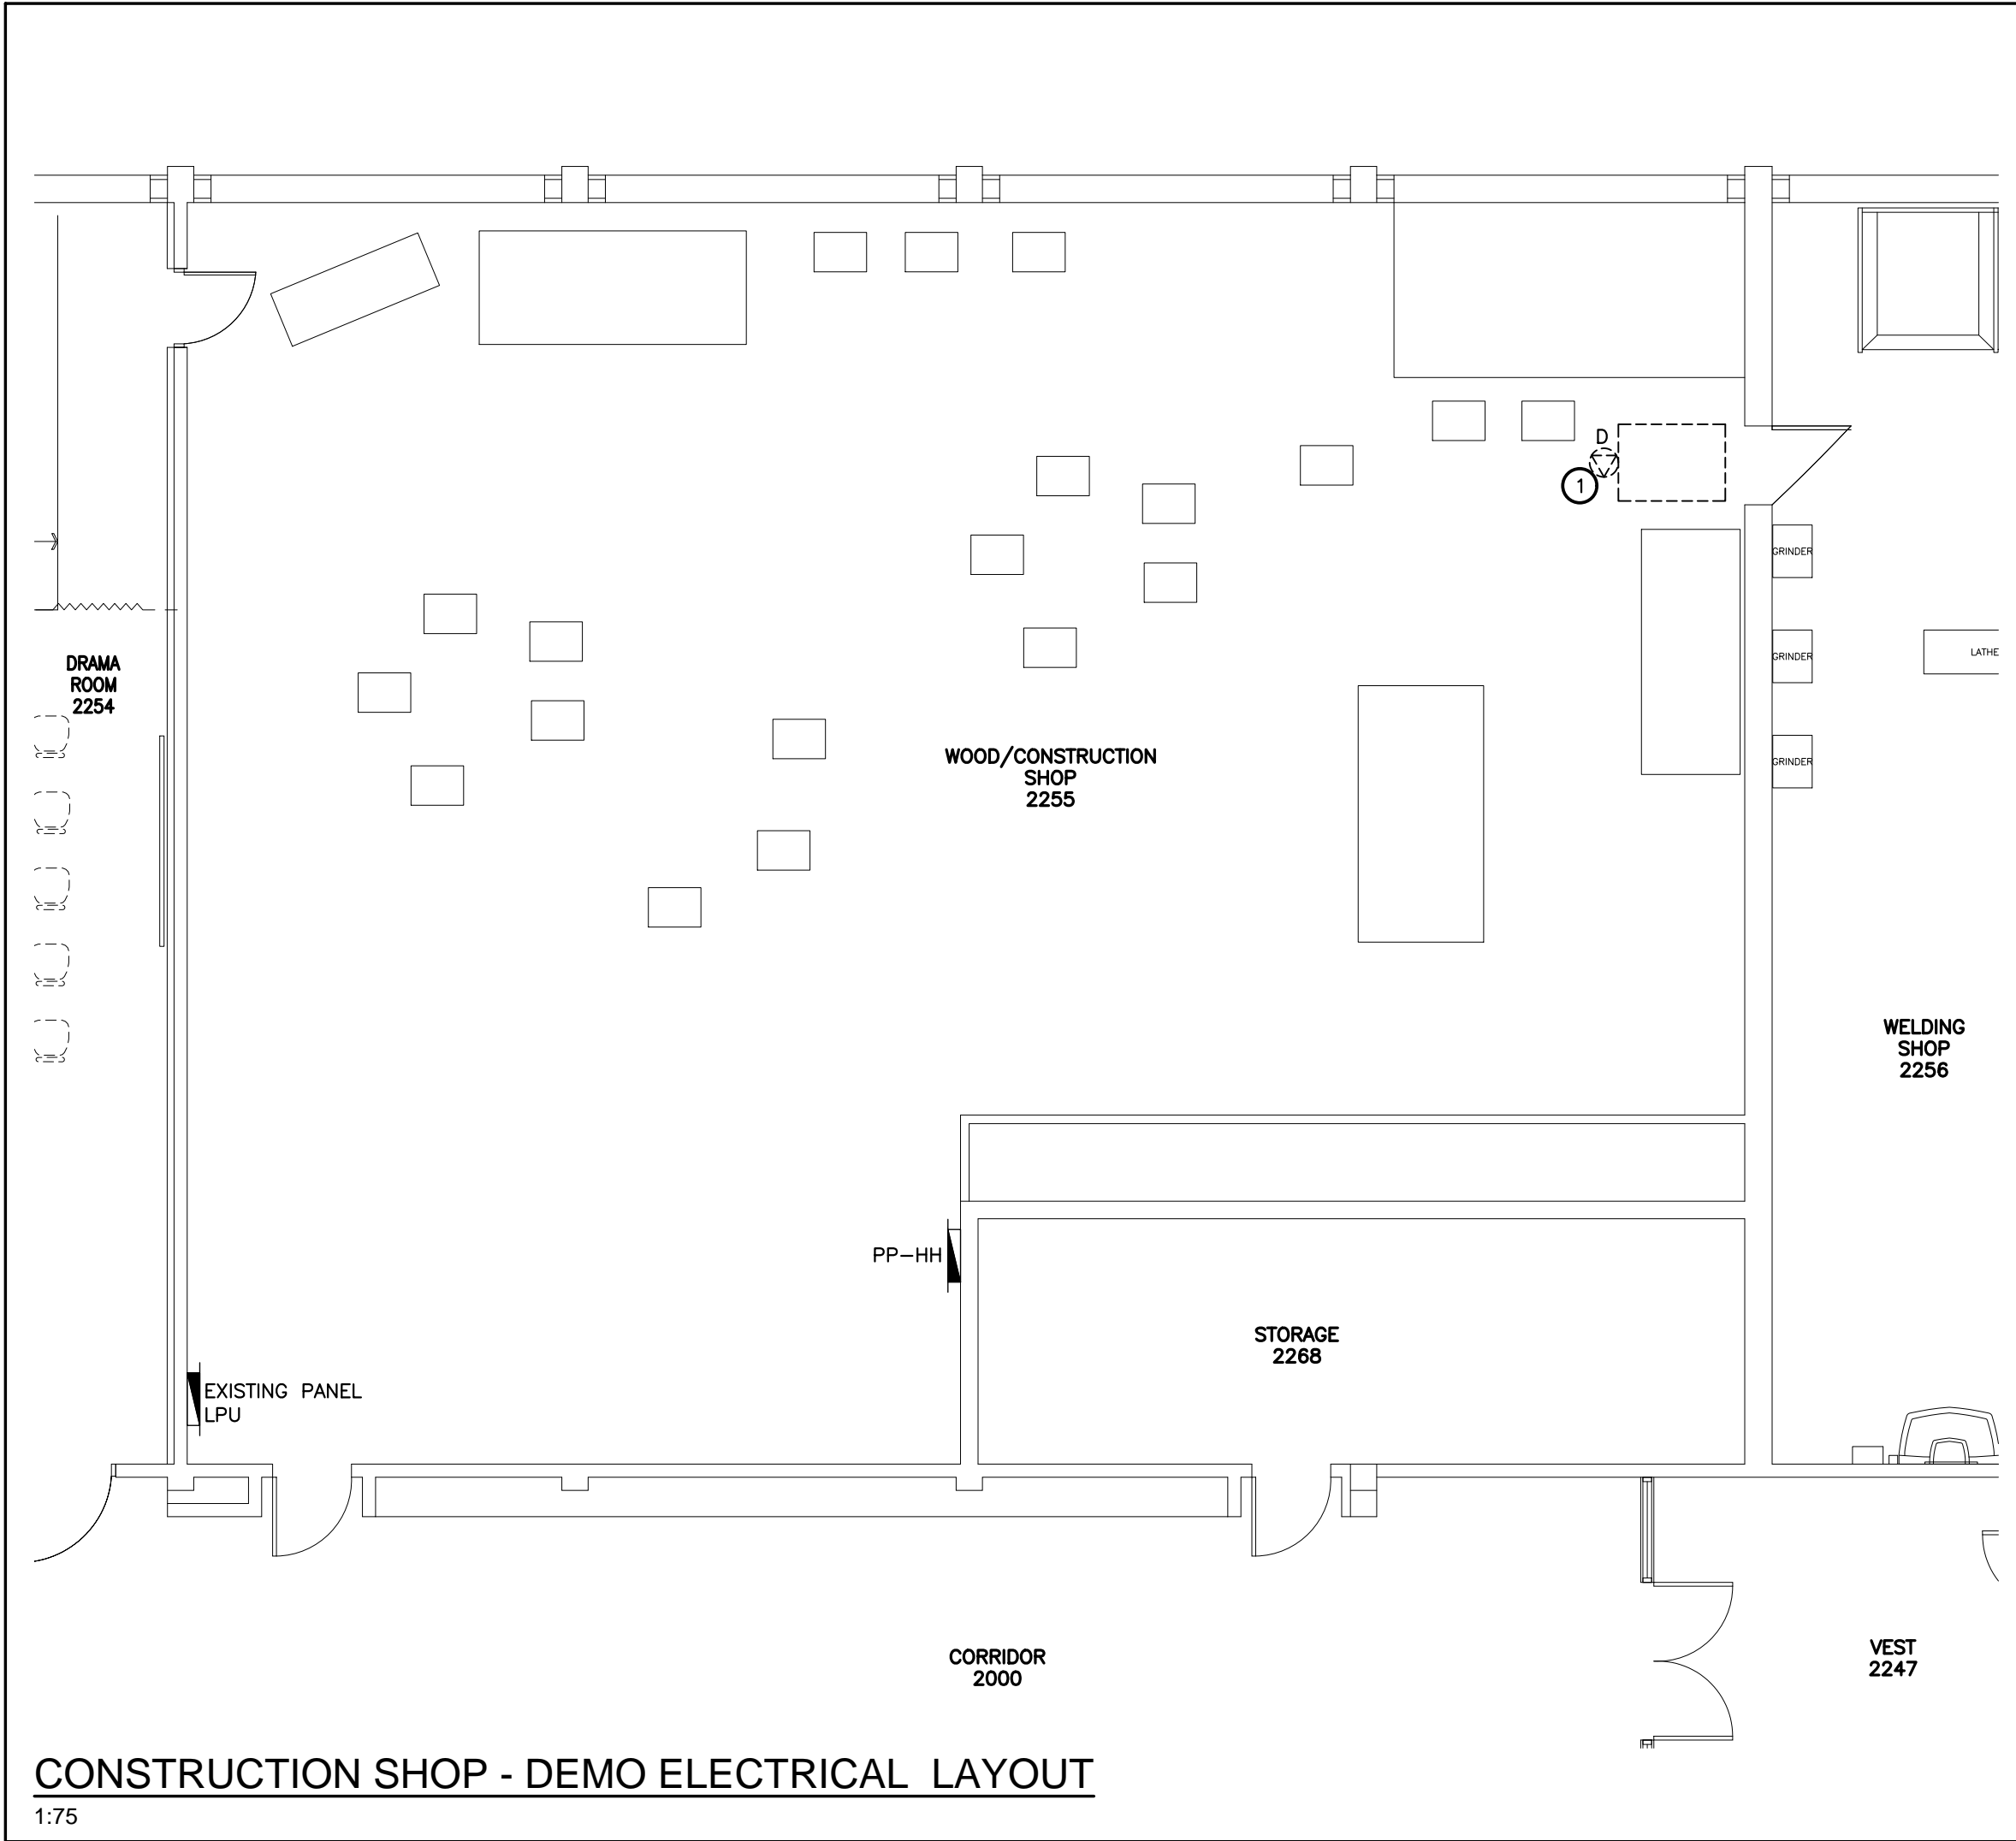 D
1
GRINDER
GRINDER
LATHE
GRINDER
DRAMA
ROOM
2254
WOOD/CONSTRUCTION
SHOP
2255
WELDING
SHOP
2256
PP-HH
STORAGE
2268
EXISTING PANEL
LPU
CORRIDOR
2000
VEST
2247
CONSTRUCTION SHOP - DEMO ELECTRICAL LAYOUT
1:75